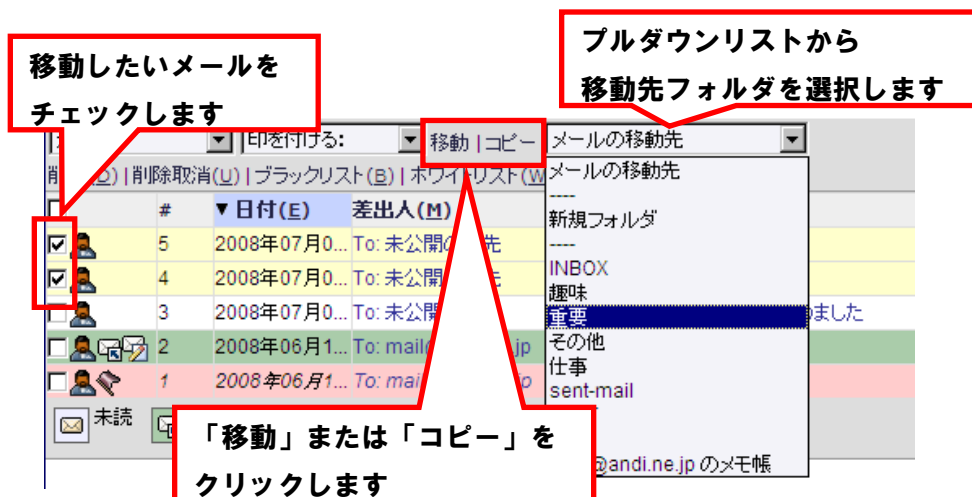 プルダウンリストから
移動先フォルダを選択します
移動したいメールを
チェックします
印を付ける: 移動 | コピー メールの移動先
| 削除取消(U) | ブラックリスト(B) | ホワイトリスト(W
メールの移動先
----
新規フォルダ
----
INBOX
趣味
重要
その他
仕事
sent-mail
@andi.ne.jp のメモ帳
# ▼日付(E) 差出人(M)
5 2008年07月0... To: 未公開の 先
4 2008年07月0... To: 未公開 先
3 2008年07月0... To: 未公開 ました
2 2008年06月1... To: mail jp
1 2008年06月1... To: mai
未読
「移動」または「コピー」を
クリックします